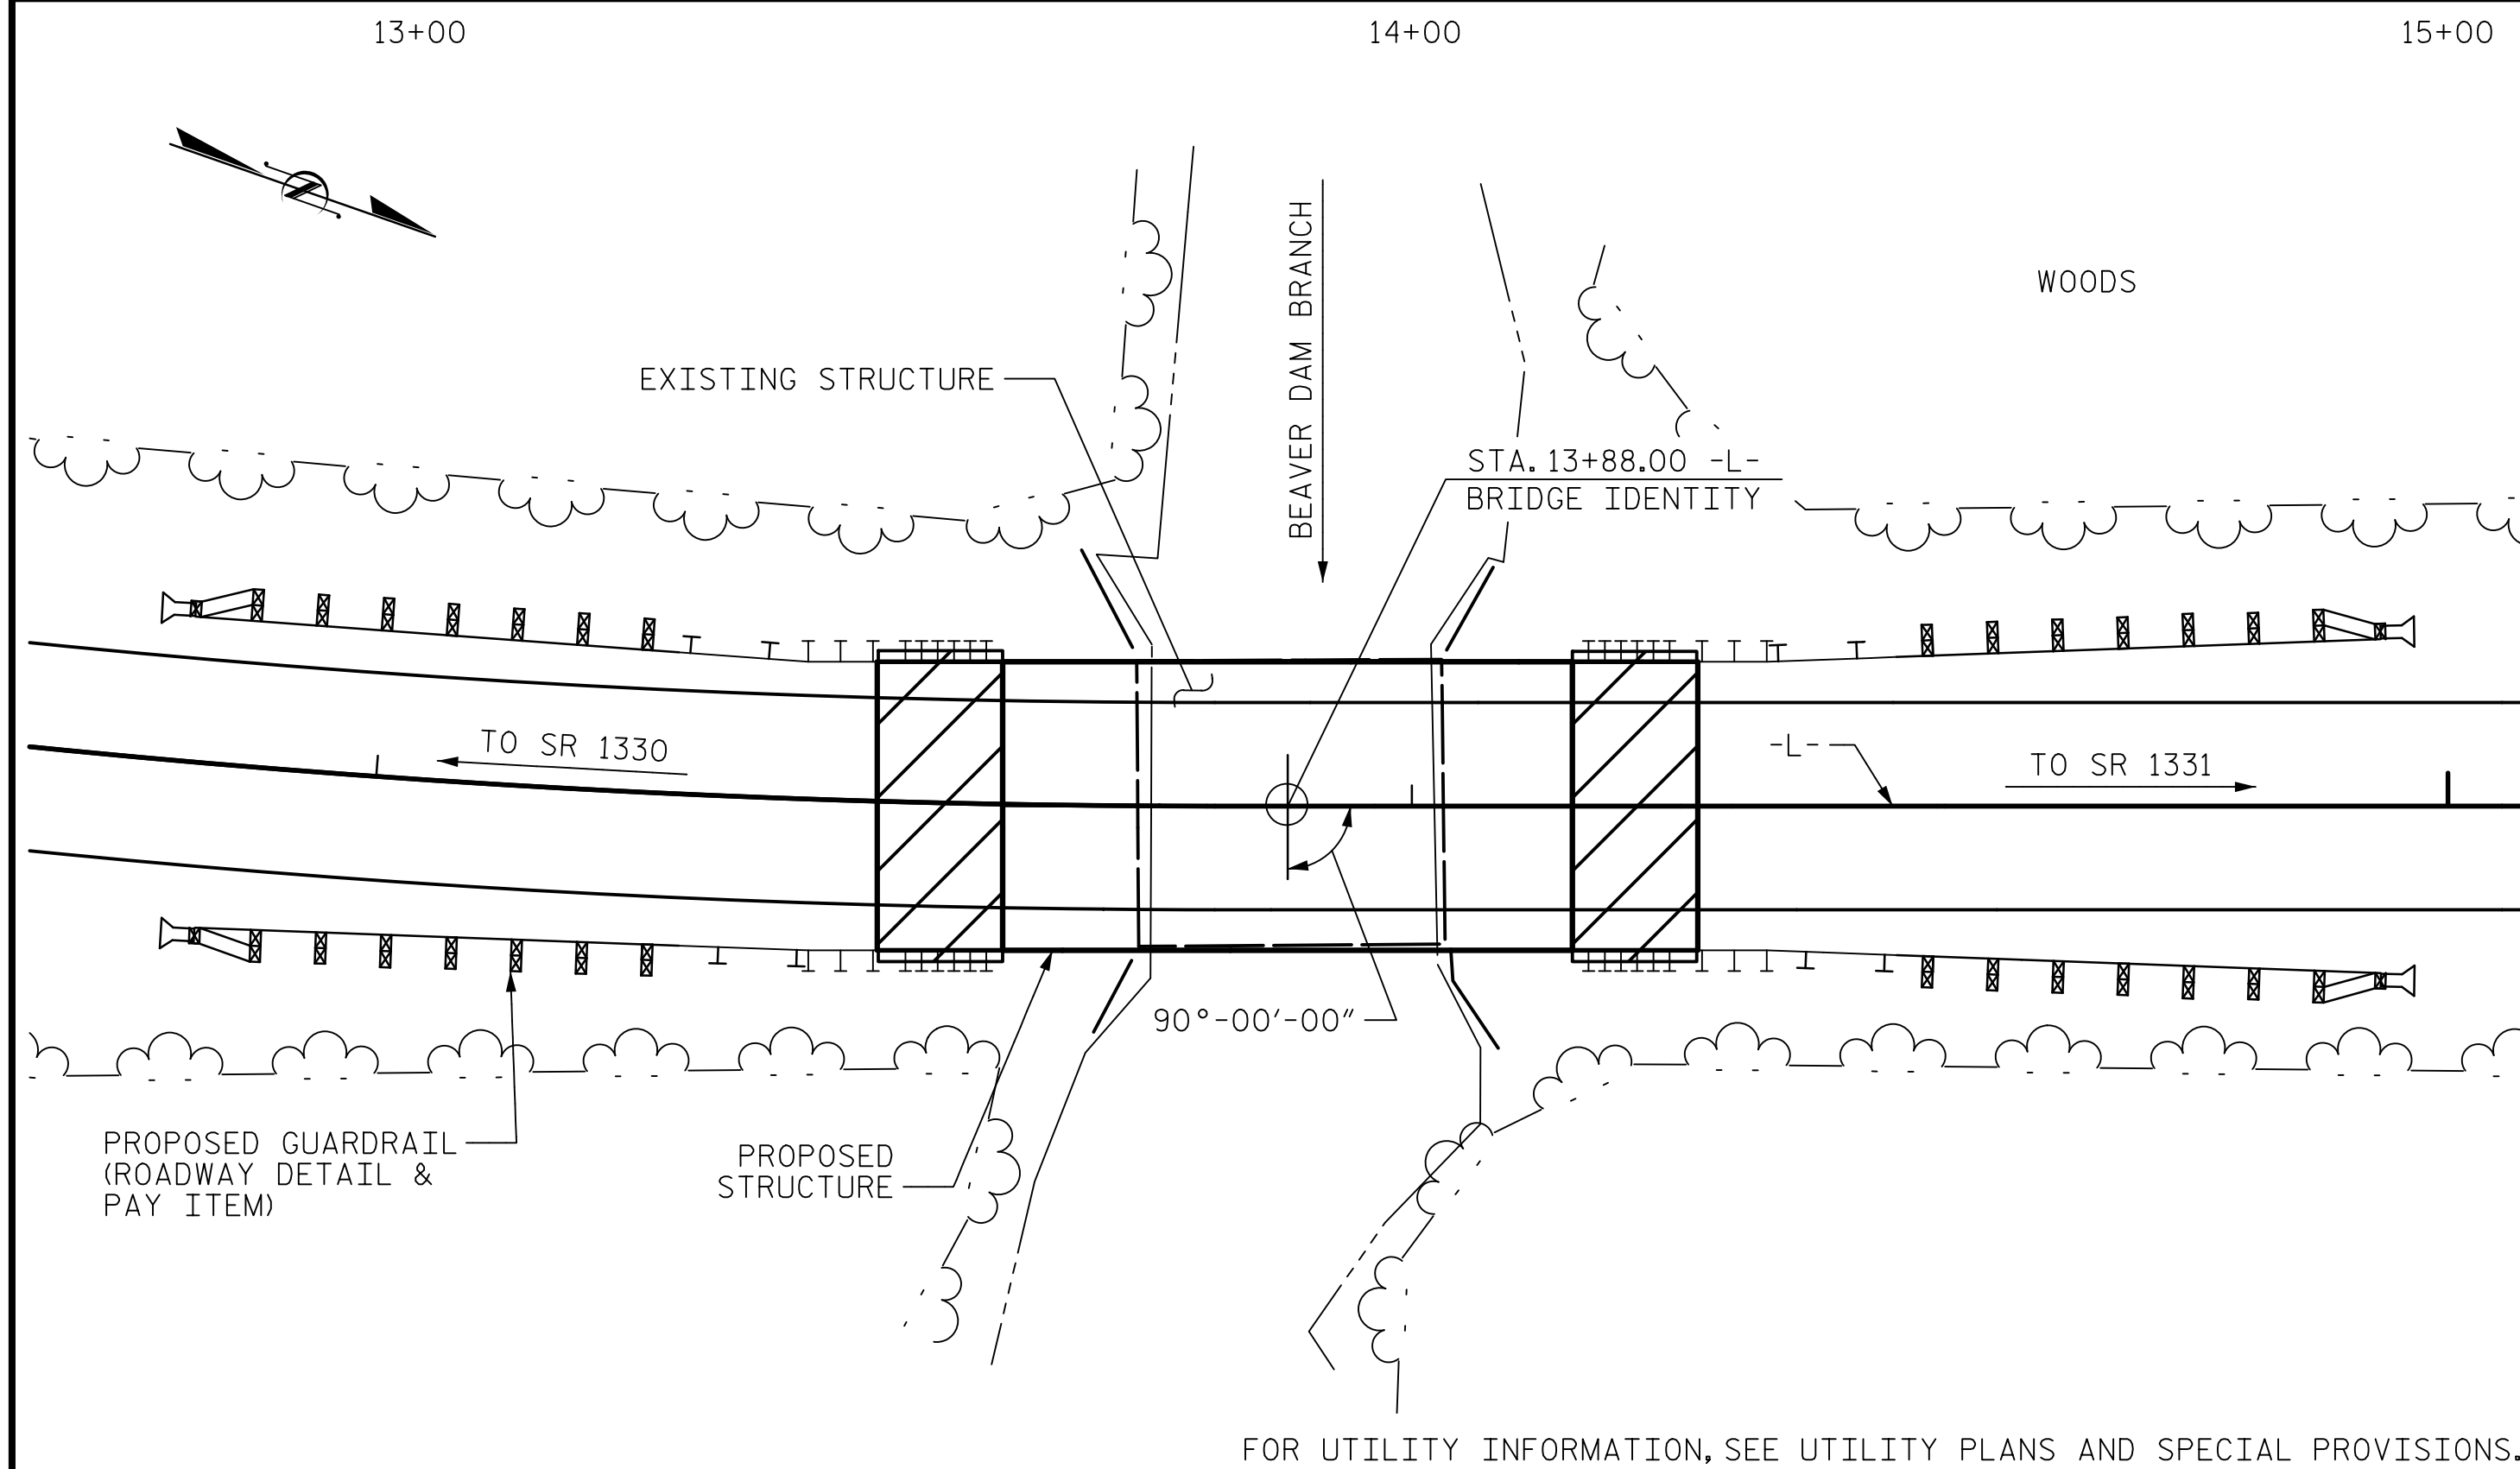 13+00
14+00
15+00
WOODS
BEAVER DAM BRANCH
EXISTING STRUCTURE
STA. 13+88.00 -L-
BRIDGE IDENTITY
TO SR 1330
-L-
TO SR 1331
90°-00'-00"
PROPOSED GUARDRAIL
(ROADWAY DETAIL &
PAY ITEM)
PROPOSED
STRUCTURE
FOR UTILITY INFORMATION, SEE UTILITY PLANS AND SPECIAL PROVISIONS.